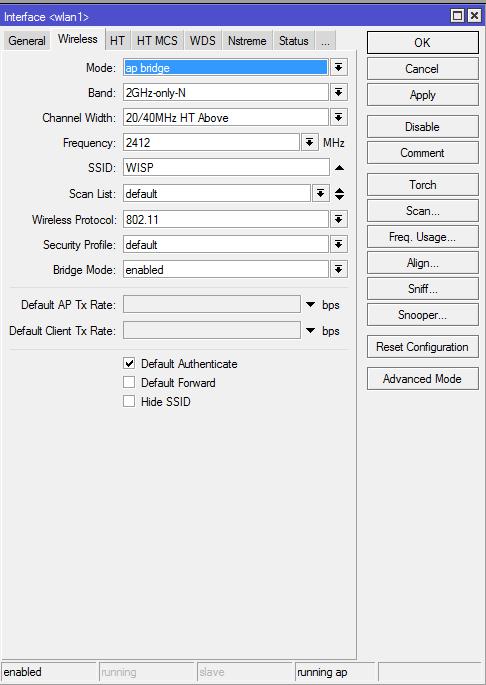 Interface <wlan1>
General Wireless HT HT MCS WDS Nstreme Status ...
Mode: ap bridge
Band: 2GHz-only-N
Channel Width: 20/40MHz HT Above
Frequency: 2412 MHz
SSID: WISP
Scan List: default
Wireless Protocol: 802.11
Security Profile: default
Bridge Mode: enabled
Default AP Tx Rate: bps
Default Client Tx Rate: bps
Default Authenticate
Default Forward
Hide SSID
OK
Cancel
Apply
Disable
Comment
Torch
Scan...
Freq. Usage...
Align...
Sniff...
Snooper...
Reset Configuration
Advanced Mode
enabled running slave running ap